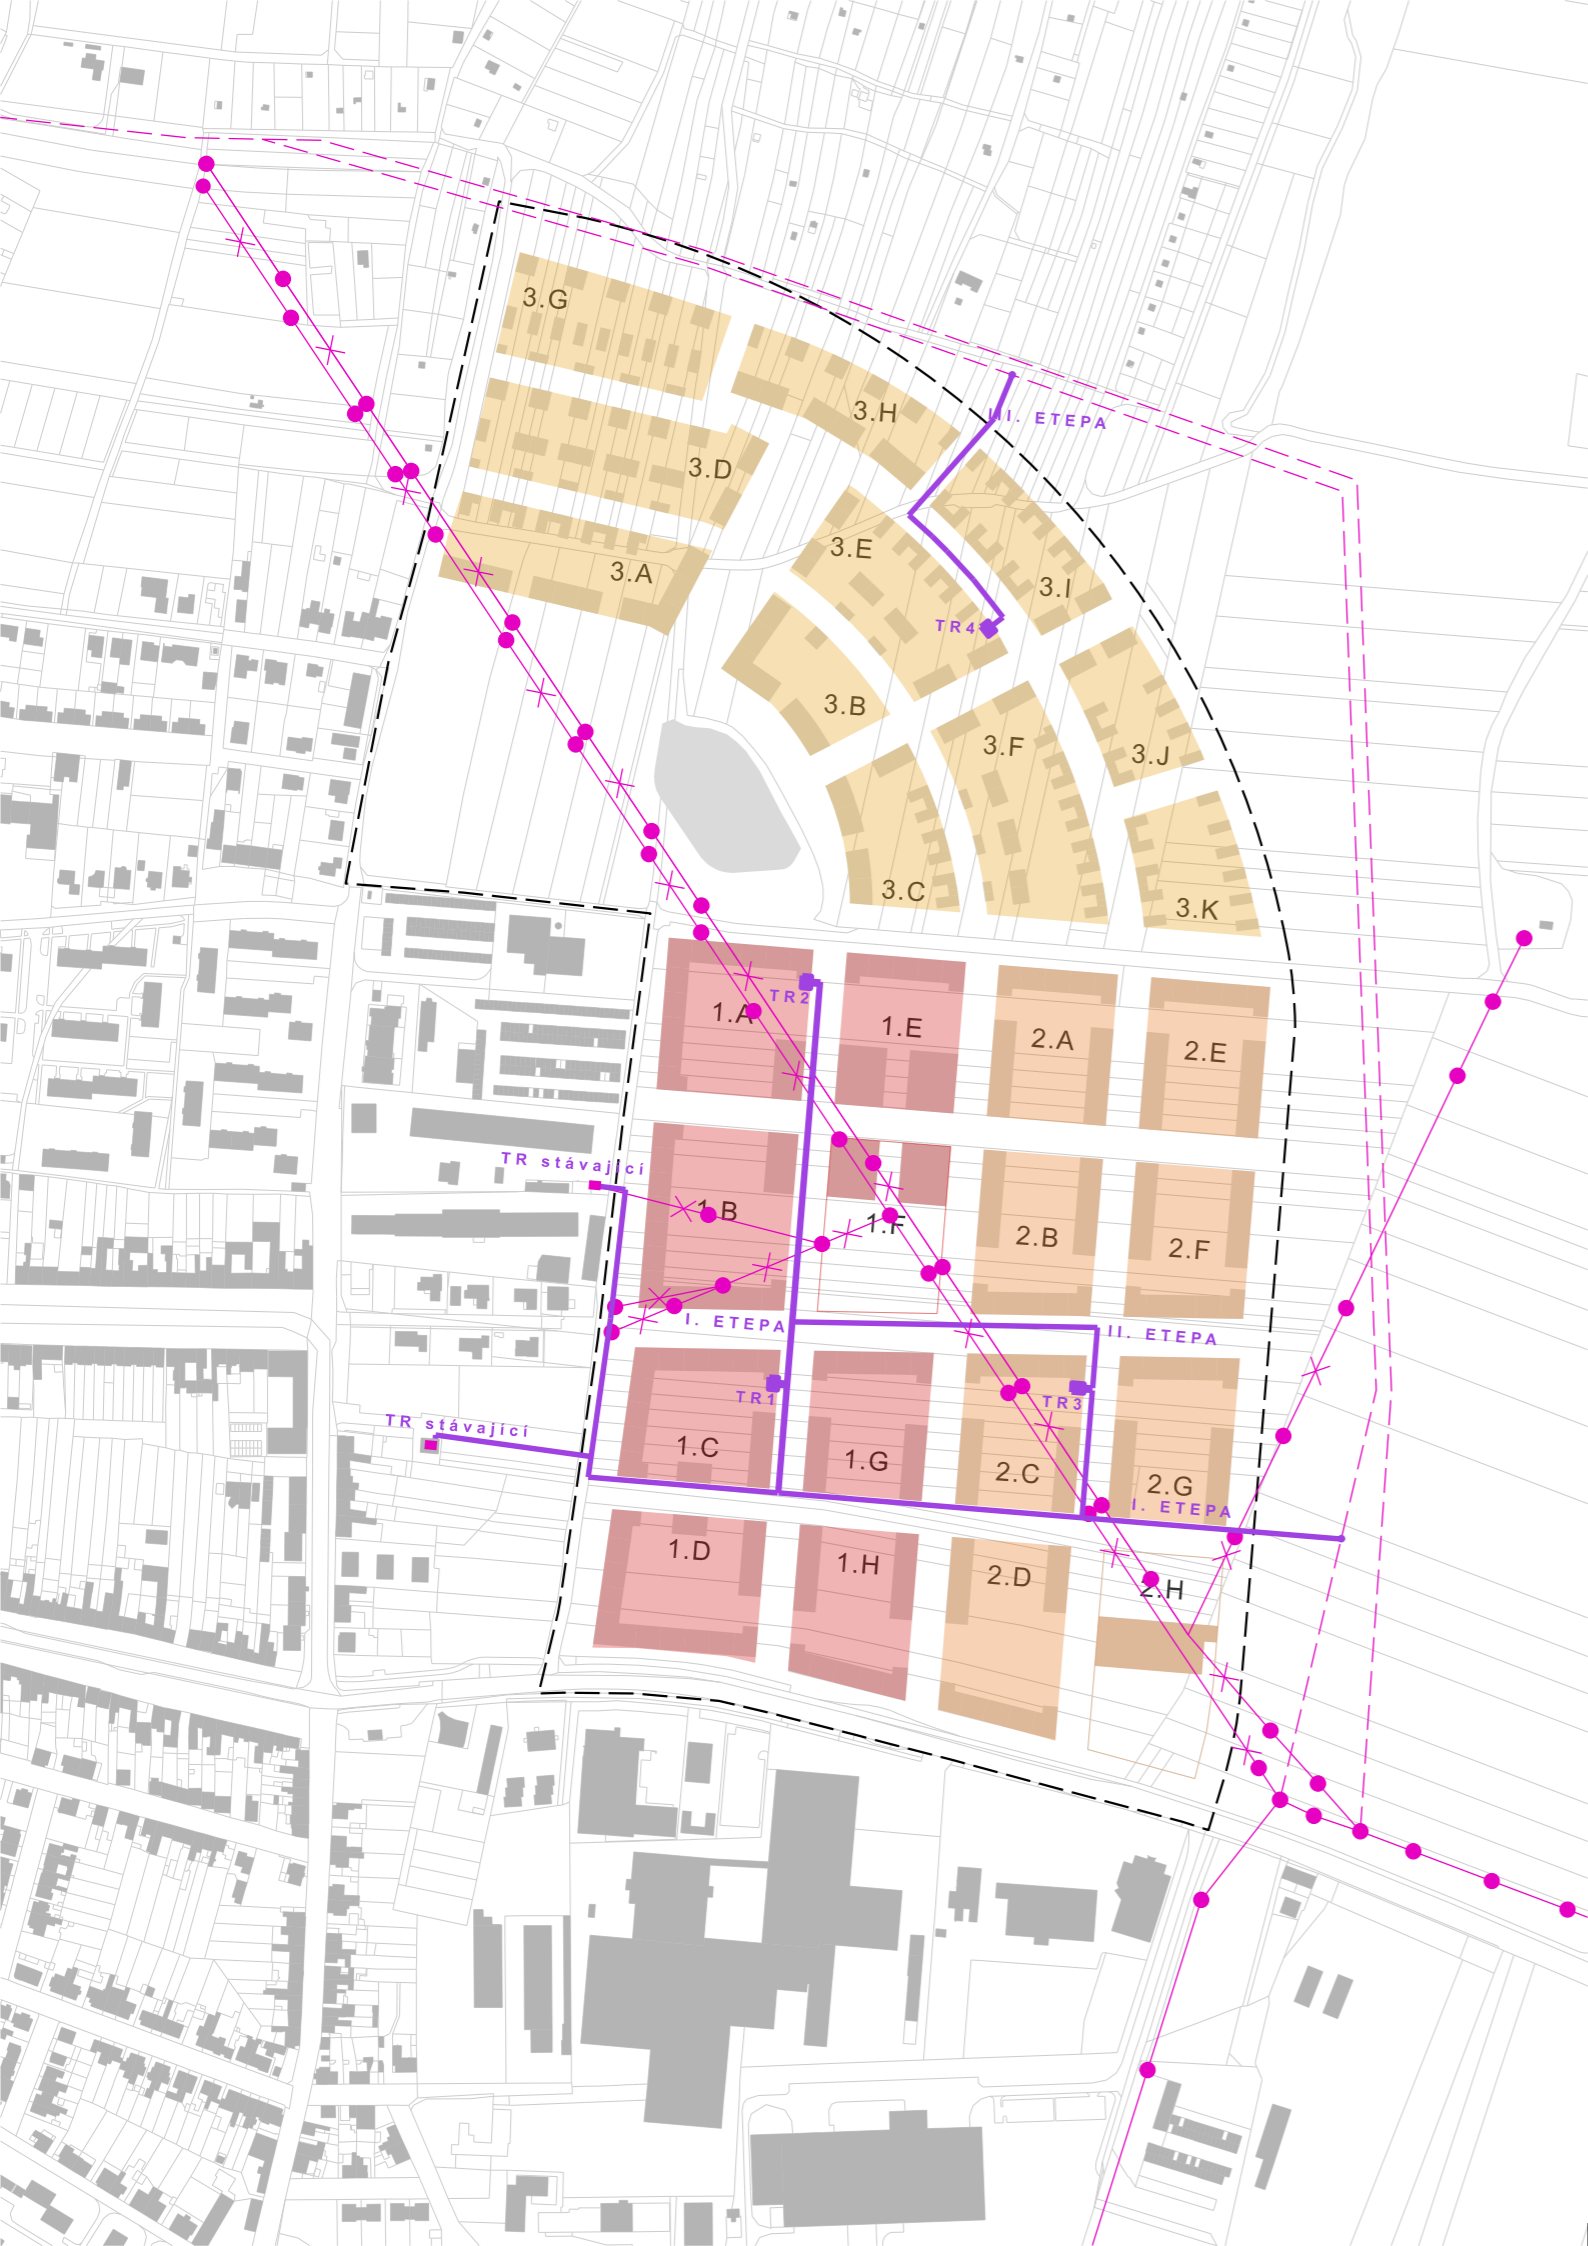 3.G
3.H
III. ETEPA
3.D
3.E
3.A
3.I
TR4
3.B
3.F
3.J
3.C
3.K
TR2
1.A
1.E
2.A
2.E
TR stávající
1.B
1.F
2.B
2.F
I. ETEPA
II. ETEPA
TR1
TR3
TR stávající
1.C
1.G
2.C
2.G
I. ETEPA
1.D
1.H
2.D
2.H